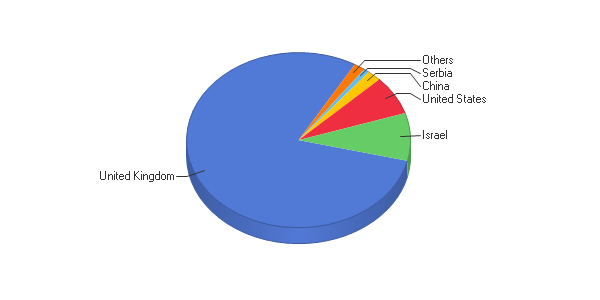 Others
Serbia
China
United States
Israel
United Kingdom